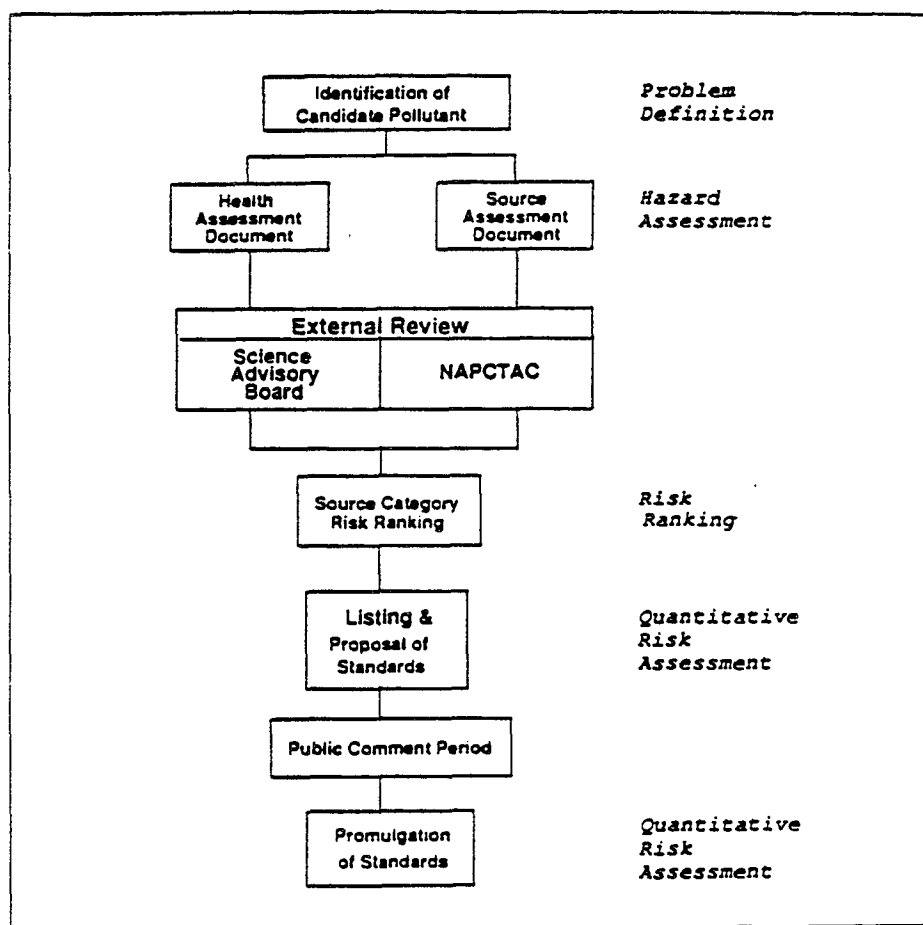 Identification of
Candidate Pollutant
Problem
Definition
Health
Assessment
Document
Source
Assessment
Document
Hazard
Assessment
External Review
Science
Advisory
Board
NAPCTAC
Source Category
Risk Ranking
Risk
Ranking
Listing &
Proposal of
Standards
Quantitative
Risk
Assessment
Public Comment Period
Promulgation
of Standards
Quantitative
Risk
Assessment